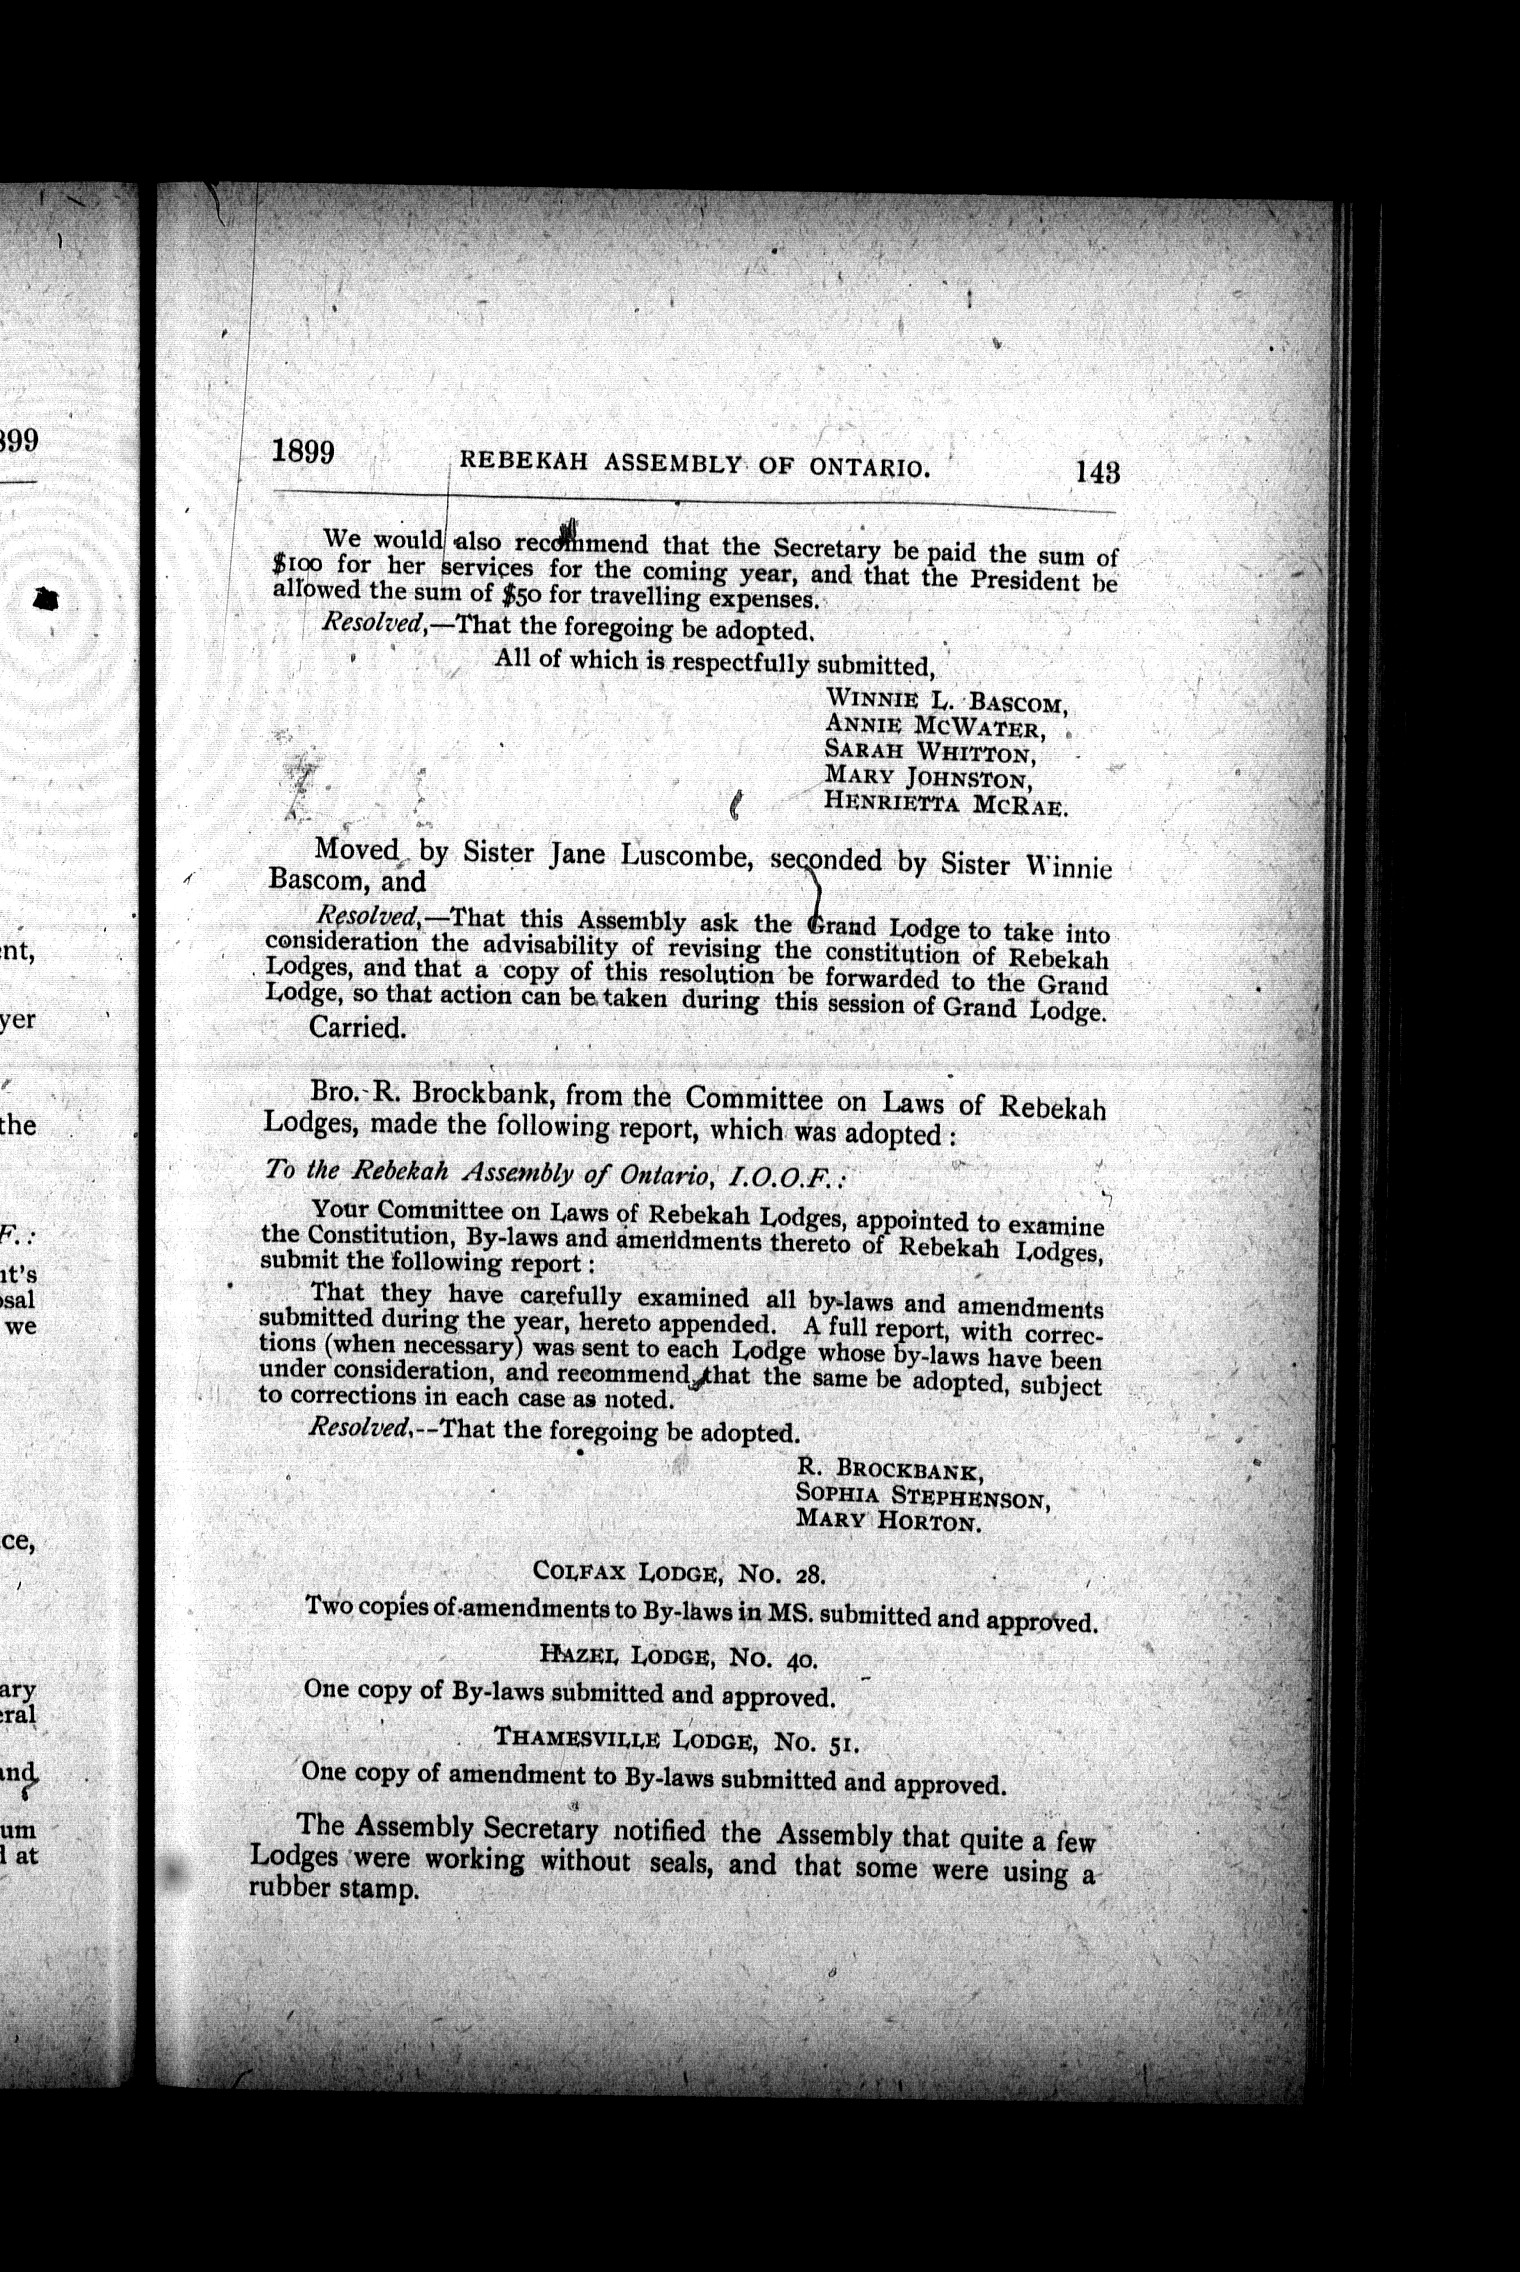 899
nt,
yer
the
F.:
nt's
sal
we
ce,
ary
eral
and
um
l at
1899 REBEKAH ASSEMBLY OF ONTARIO. 143
We would also recommend that the Secretary be paid the sum of
$100 for her services for the coming year, and that the President be
allowed the sum of $50 for travelling expenses.
Resolved,—That the foregoing be adopted.
All of which is respectfully submitted,
WINNIE L. BASCOM,
ANNIE MCWATER,
SARAH WHITTON,
MARY JOHNSTON,
HENRIETTA MCRAE.
Moved by Sister Jane Luscombe, seconded by Sister Winnie
Bascom, and
Resolved,—That this Assembly ask the Grand Lodge to take into
consideration the advisability of revising the constitution of Rebekah
Lodges, and that a copy of this resolution be forwarded to the Grand
Lodge, so that action can be taken during this session of Grand Lodge.
Carried.
Bro. R. Brockbank, from the Committee on Laws of Rebekah
Lodges, made the following report, which was adopted :
To the Rebekah Assembly of Ontario, I.O.O.F.:
Your Committee on Laws of Rebekah Lodges, appointed to examine
the Constitution, By-laws and amendments thereto of Rebekah Lodges,
submit the following report :
That they have carefully examined all by-laws and amendments
submitted during the year, hereto appended. A full report, with correc-
tions (when necessary) was sent to each Lodge whose by-laws have been
under consideration, and recommend that the same be adopted, subject
to corrections in each case as noted.
Resolved,--That the foregoing be adopted.
R. BROCKBANK,
SOPHIA STEPHENSON,
MARY HORTON.
COLFAX LODGE, NO. 28.
Two copies of amendments to By-laws in MS. submitted and approved.
HAZEL LODGE, NO. 40.
One copy of By-laws submitted and approved.
THAMESVILLE LODGE, NO. 51.
One copy of amendment to By-laws submitted and approved.
The Assembly Secretary notified the Assembly that quite a few
Lodges were working without seals, and that some were using a
rubber stamp.